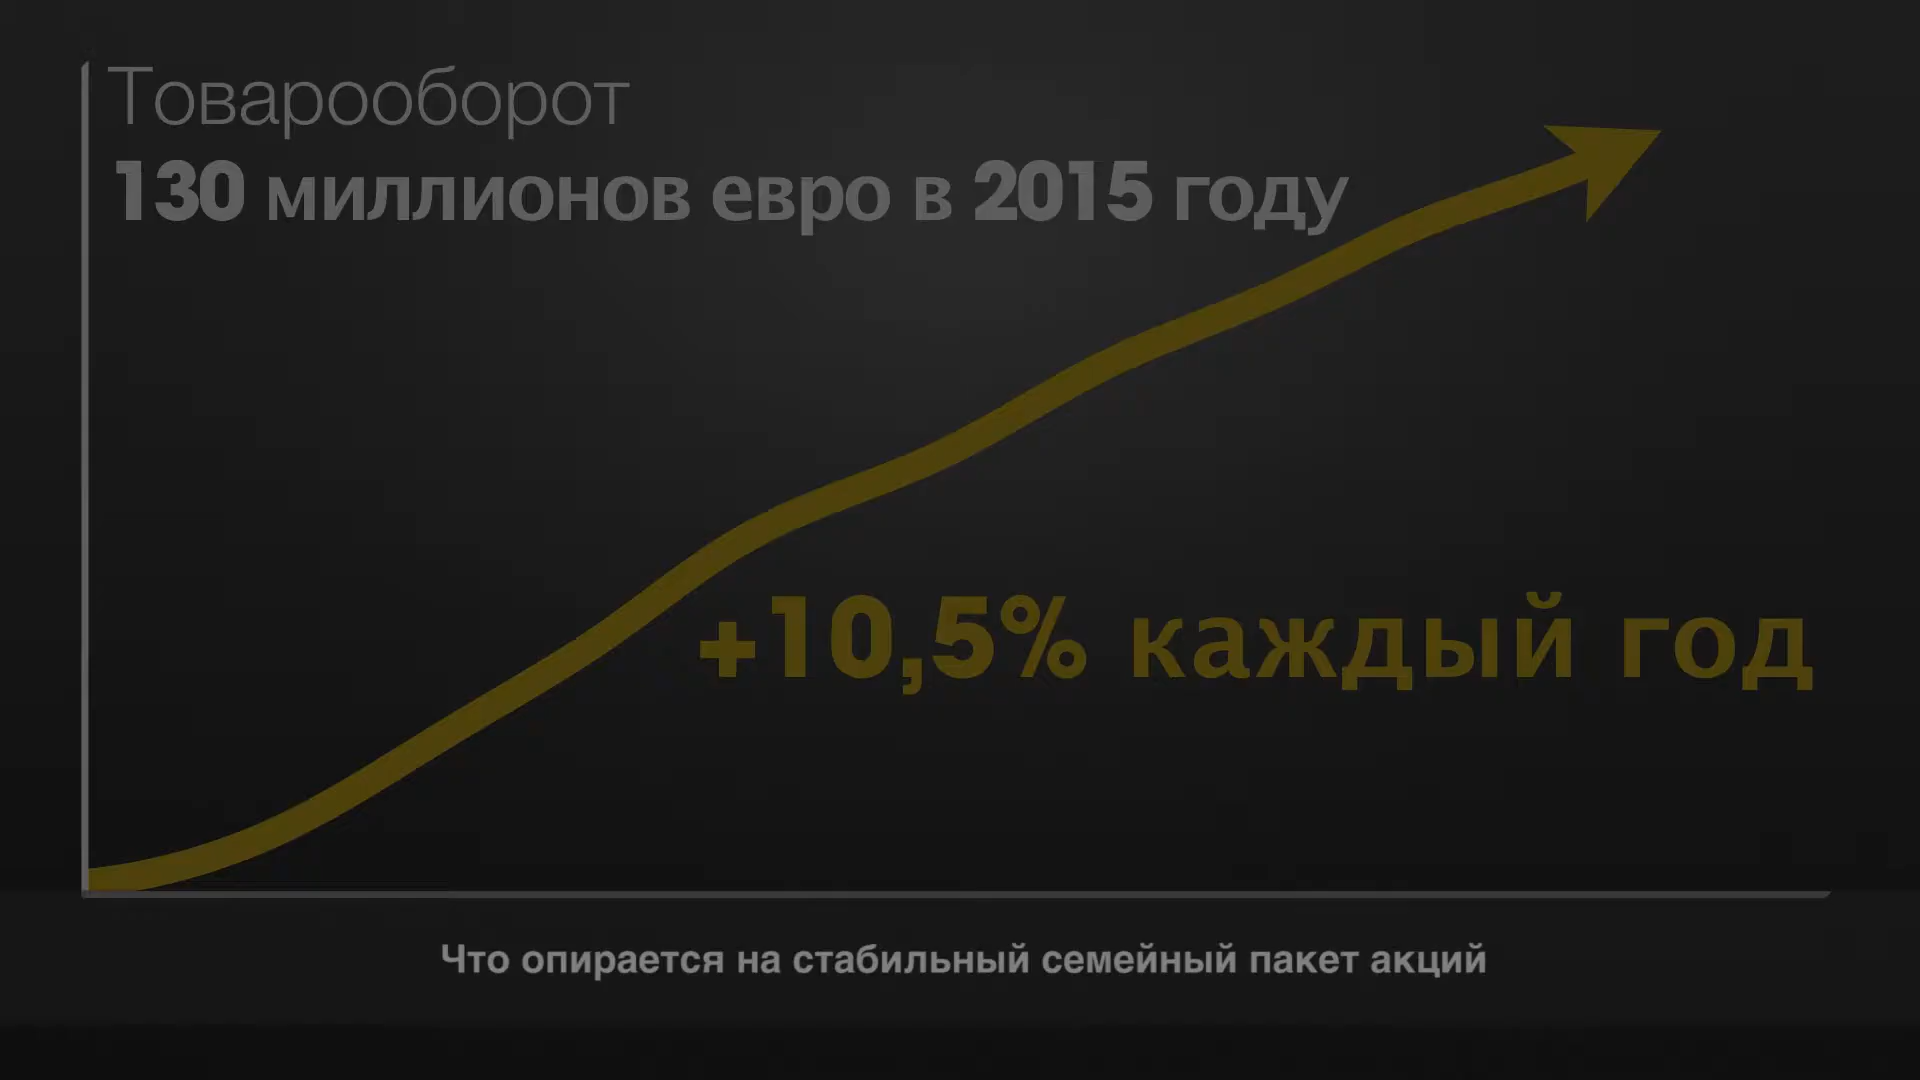 Товарооборот
130 миллионов евро в 2015 году
+10,5% каждый год
Что опирается на стабильный семейный пакет акций